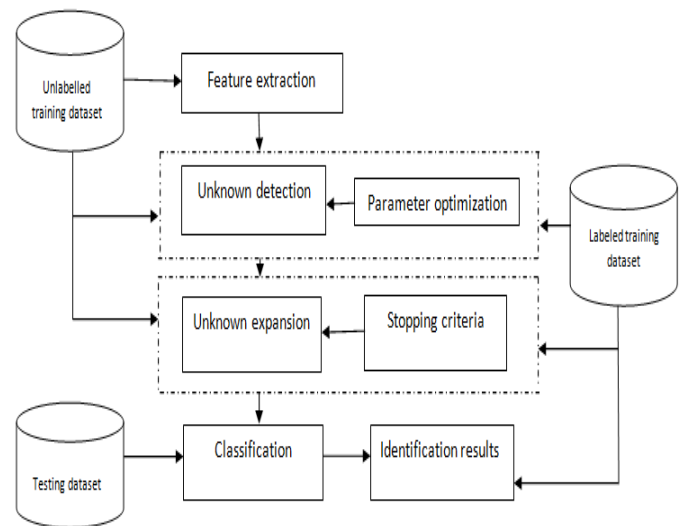 Unlabelled
training dataset
Feature extraction
Unknown detection
Parameter optimization
Labeled training
dataset
Unknown expansion
Stopping criteria
Classification
Identification results
Testing dataset